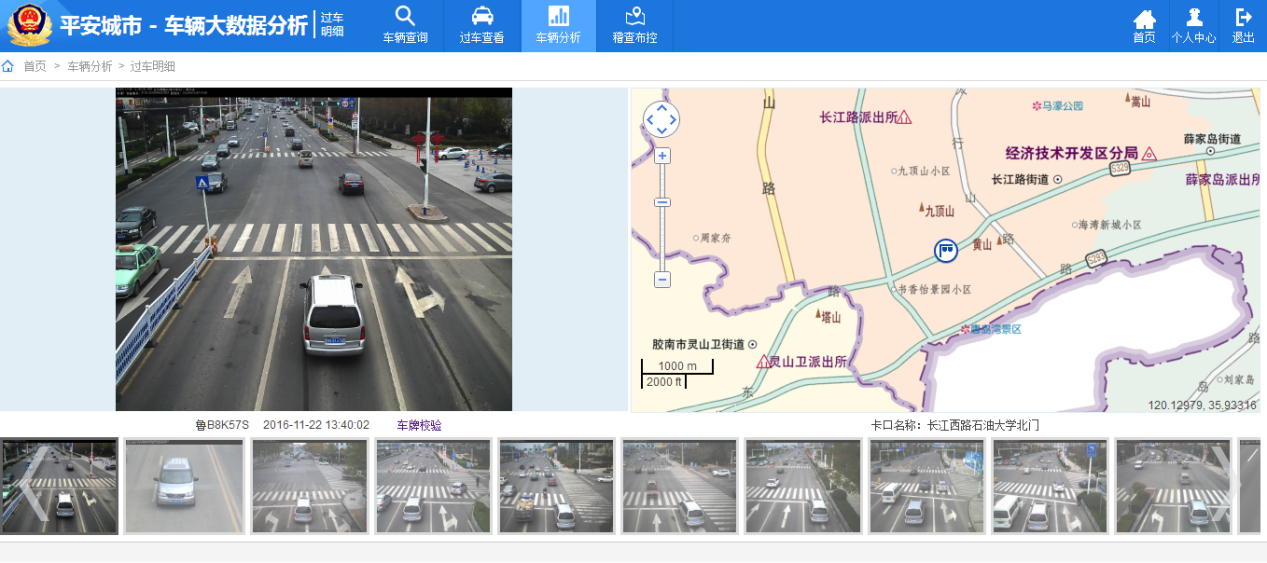 平安城市 - 车辆大数据分析
过车
明细
车辆查询
过车查看
车辆分析
稽查布控
首页
个人中心
退出
首页 > 车辆分析 > 过车明细
山
长江路派出所
行
马濠公园
嵩山
薛家岛街道
经济技术开发区分局
S329
九顶山小区
长江路街道
薛家岛派出所
路
山
九顶山
周家夼
黄山
路
海湾新城小区
S293
路
路
书香怡景园小区
塔山
唐岛湾景区
胶南市灵山卫街道
灵山卫派出所
路
1000 m
2000 ft
东
岛
刘家岛
120.12979, 35.93316
鲁B8K57S 2016-11-22 13:40:02 车牌校验
卡口名称：长江西路石油大学北门